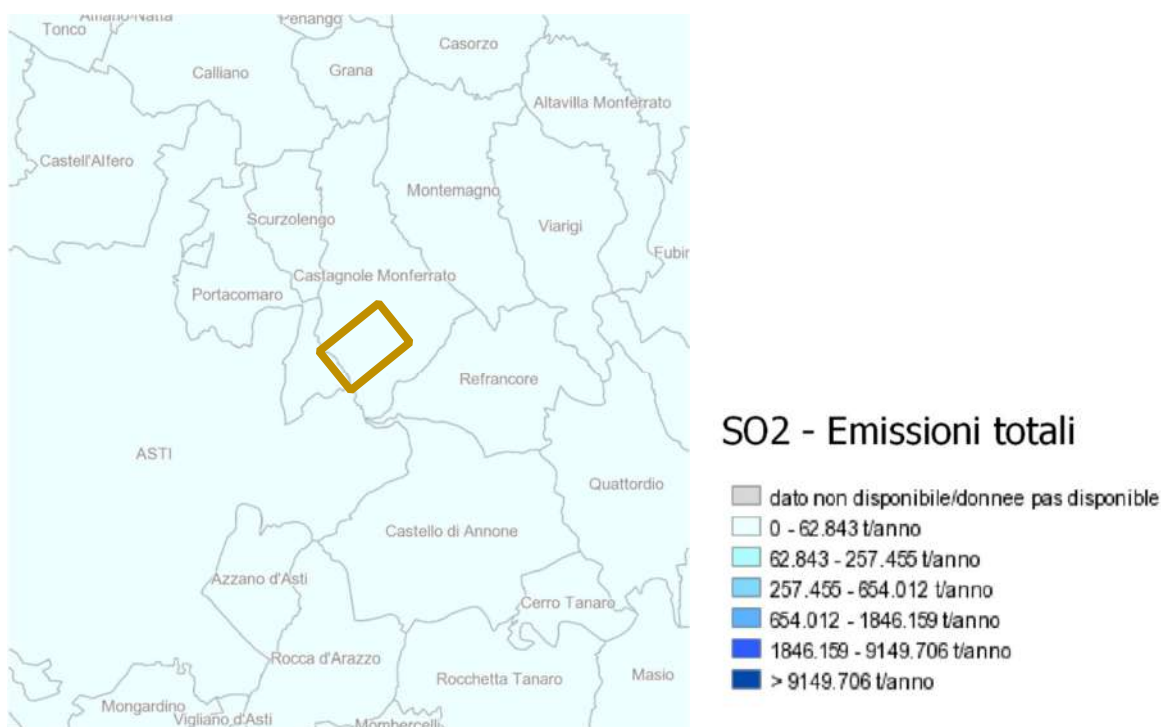 Tonco
Penango
Casorzo
Calliano
Grana
Altavilla Monferrato
Castell'Alfero
Montemagno
Scurzolengo
Viarigi
Castagnole Monferrato
Portacomaro
Refrancore
ASTI
Quattordio
Castello di Annone
Azzano d'Asti
Cerro Tanaro
Rocca d'Arazzo
Rocchetta Tanaro
Masio
Mongardino
Vigliano d'Asti
SO2 - Emissioni totali
dato non disponibile/donnee pas disponible
0 - 62.843 t/anno
62.843 - 257.455 t/anno
257.455 - 654.012 t/anno
654.012 - 1846.159 t/anno
1846.159 - 9149.706 t/anno
> 9149.706 t/anno